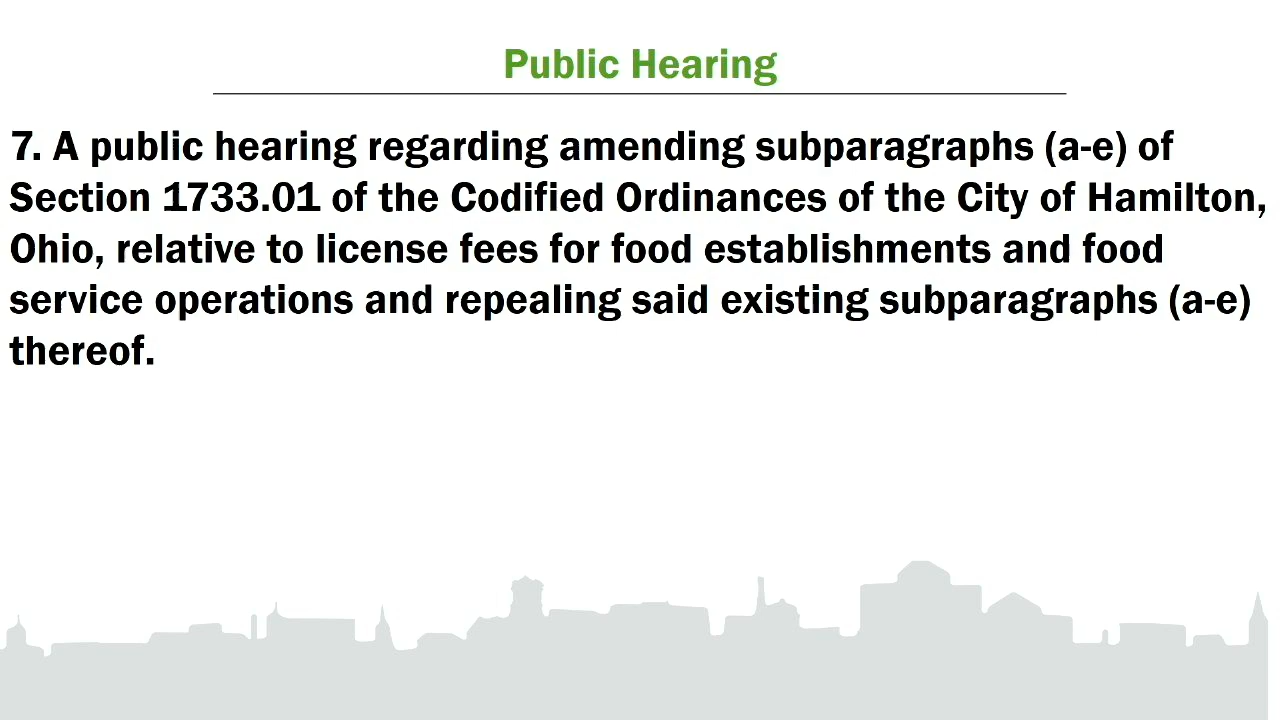 Public Hearing
7. A public hearing regarding amending subparagraphs (a-e) of
Section 1733.01 of the Codified Ordinances of the City of Hamilton,
Ohio, relative to license fees for food establishments and food
service operations and repealing said existing subparagraphs (a-e)
thereof.